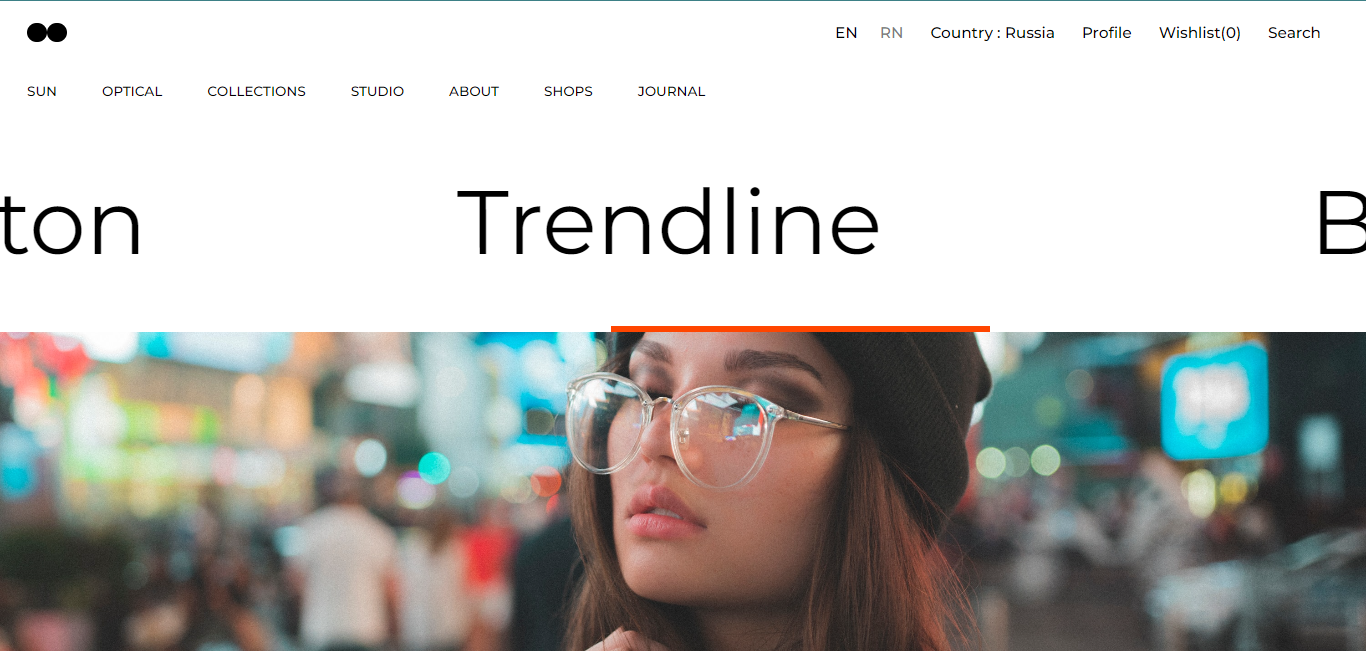 EN RN Country : Russia Profile Wishlist(0) Search
SUN OPTICAL COLLECTIONS STUDIO ABOUT SHOPS JOURNAL
ton Trendline B